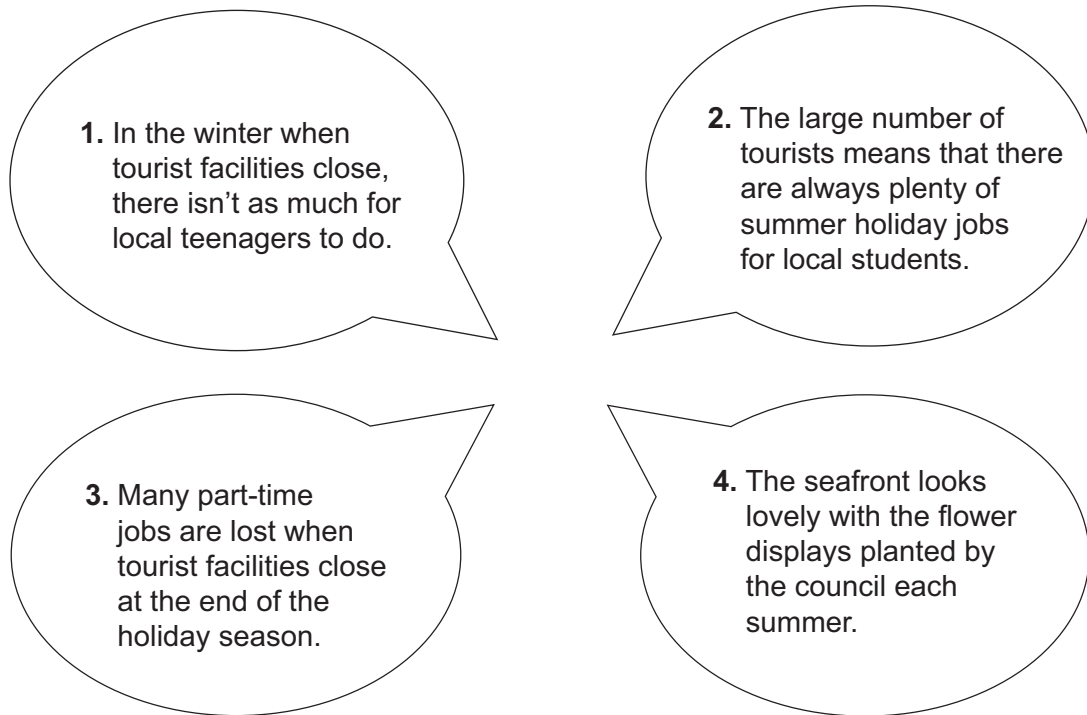 1. In the winter when
tourist facilities close,
there isn't as much for
local teenagers to do.
2. The large number of
tourists means that there
are always plenty of
summer holiday jobs
for local students.
3. Many part-time
jobs are lost when
tourist facilities close
at the end of the
holiday season.
4. The seafront looks
lovely with the flower
displays planted by
the council each
summer.